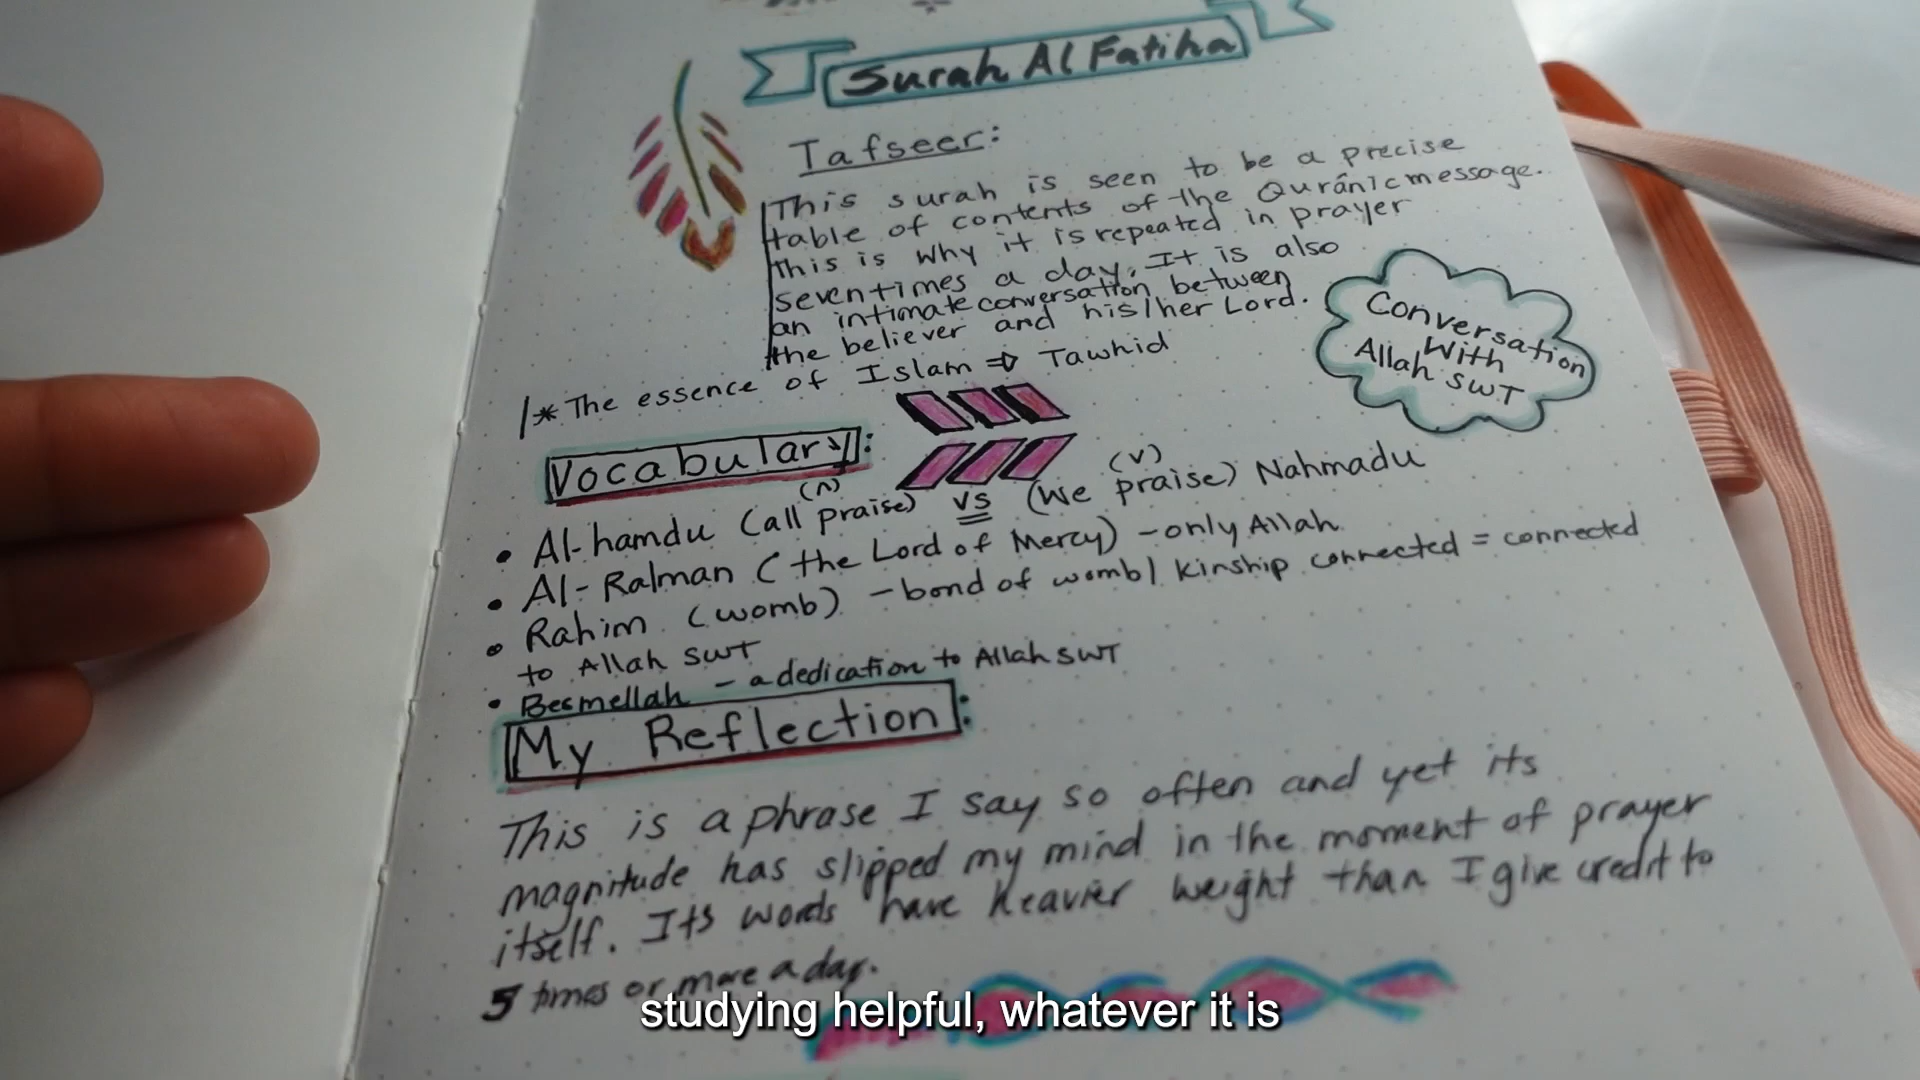 Surah Al Fatiha
Tafseer:
This surah is seen to be a precise
table of contents of the Quránic message.
This is why it is repeated in prayer
seven times a day. It is also
an intimate conversation between
the believer and his/her Lord.
* The essence of Islam ⇒ Tawhid
Conversation
With
Allah SWT
Vocabulary:
(n) (v)
• Al-hamdu (all praise) vs (We praise) Nahmadu
• Al-Ralman (the Lord of Mercy) - only Allah
• Rahim (womb) - bond of womb/ kinship connected = connected
to Allah SWT
• Besmellah - a dedication to Allah SWT
My Reflection:
This is a phrase I say so often and yet its
magnitude has slipped my mind in the moment of prayer
itself. Its words have heavier weight than I give credit to
5 times or more a day.
studying helpful, whatever it is